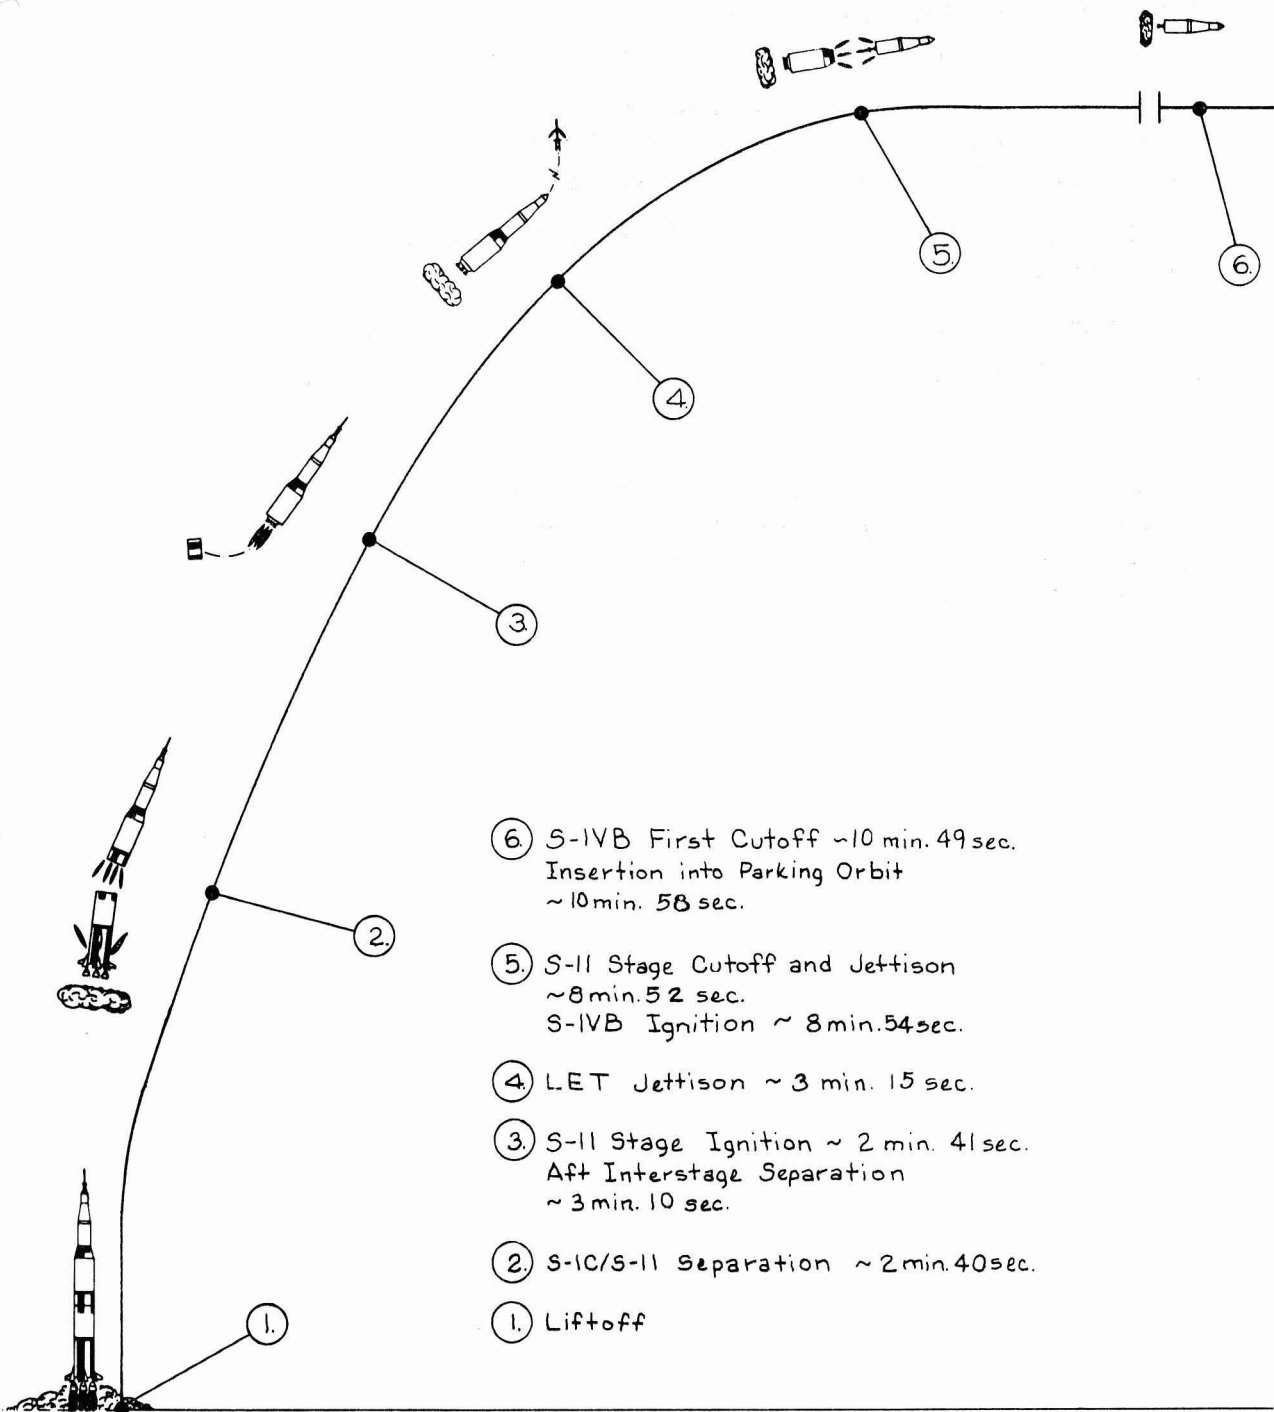 5.
6.
4.
3.
2.
6. S-IVB First Cutoff ~10 min. 49 sec.
Insertion into Parking Orbit
~10 min. 58 sec.
5. S-II Stage Cutoff and Jettison
~8 min. 52 sec.
S-IVB Ignition ~ 8 min. 54 sec.
4. LET Jettison ~ 3 min. 15 sec.
3. S-II Stage Ignition ~ 2 min. 41 sec.
Aft Interstage Separation
~ 3 min. 10 sec.
2. S-IC/S-II Separation ~ 2 min. 40 sec.
1. Liftoff
1.